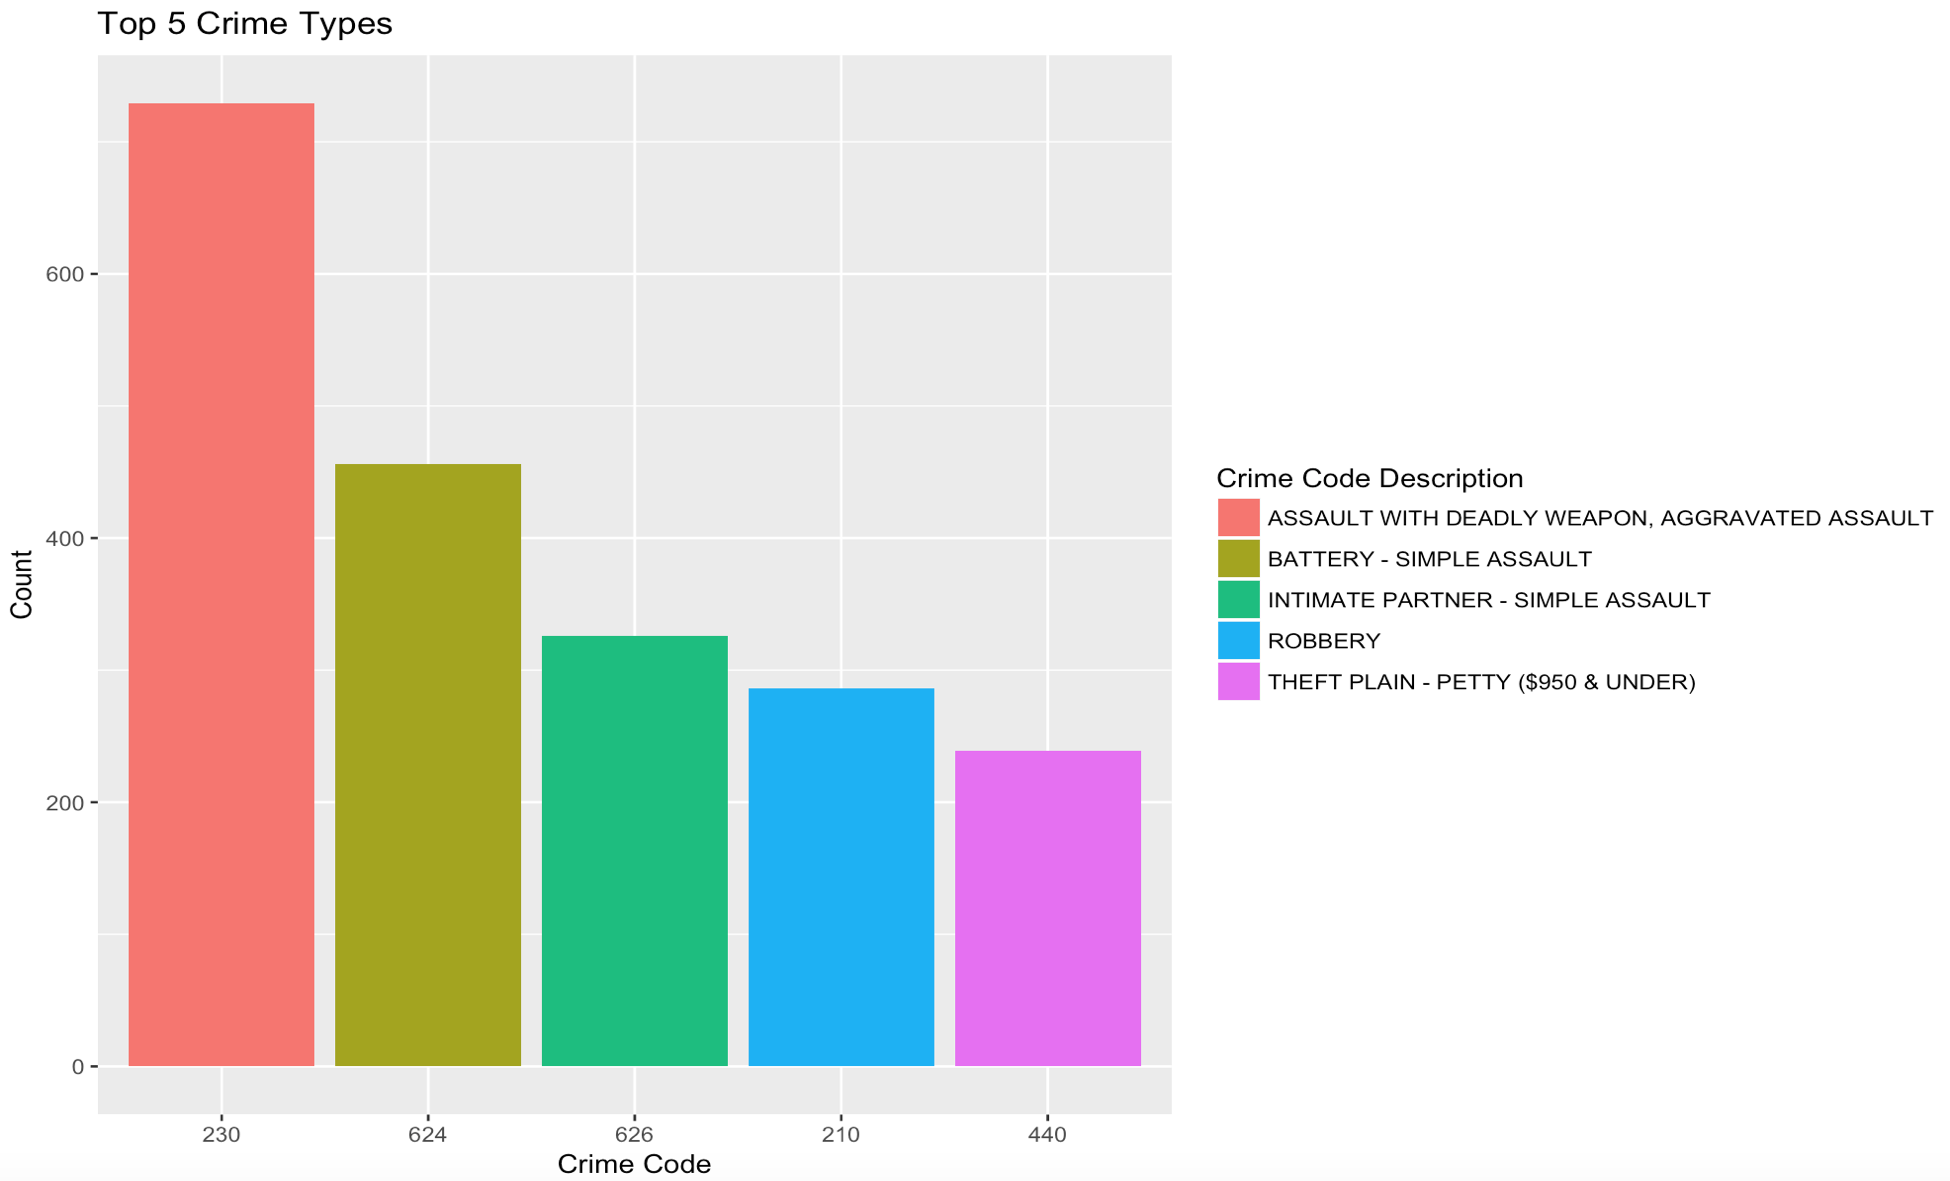 Top 5 Crime Types
600
400
200
0
Count
230
624
626
210
440
Crime Code
Crime Code Description
ASSAULT WITH DEADLY WEAPON, AGGRAVATED ASSAULT
BATTERY - SIMPLE ASSAULT
INTIMATE PARTNER - SIMPLE ASSAULT
ROBBERY
THEFT PLAIN - PETTY ($950 & UNDER)